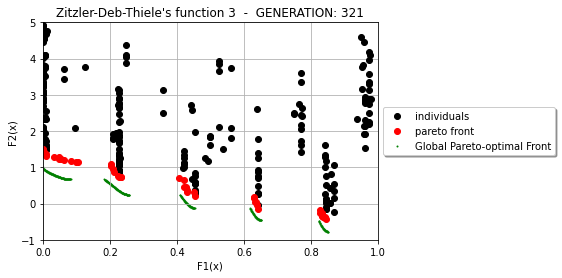 Zitzler-Deb-Thiele's function 3 - GENERATION: 321
5
4
3
2
1
0
−1
F2(x)
0.0 0.2 0.4 0.6 0.8 1.0
F1(x)
individuals
pareto front
Global Pareto-optimal Front